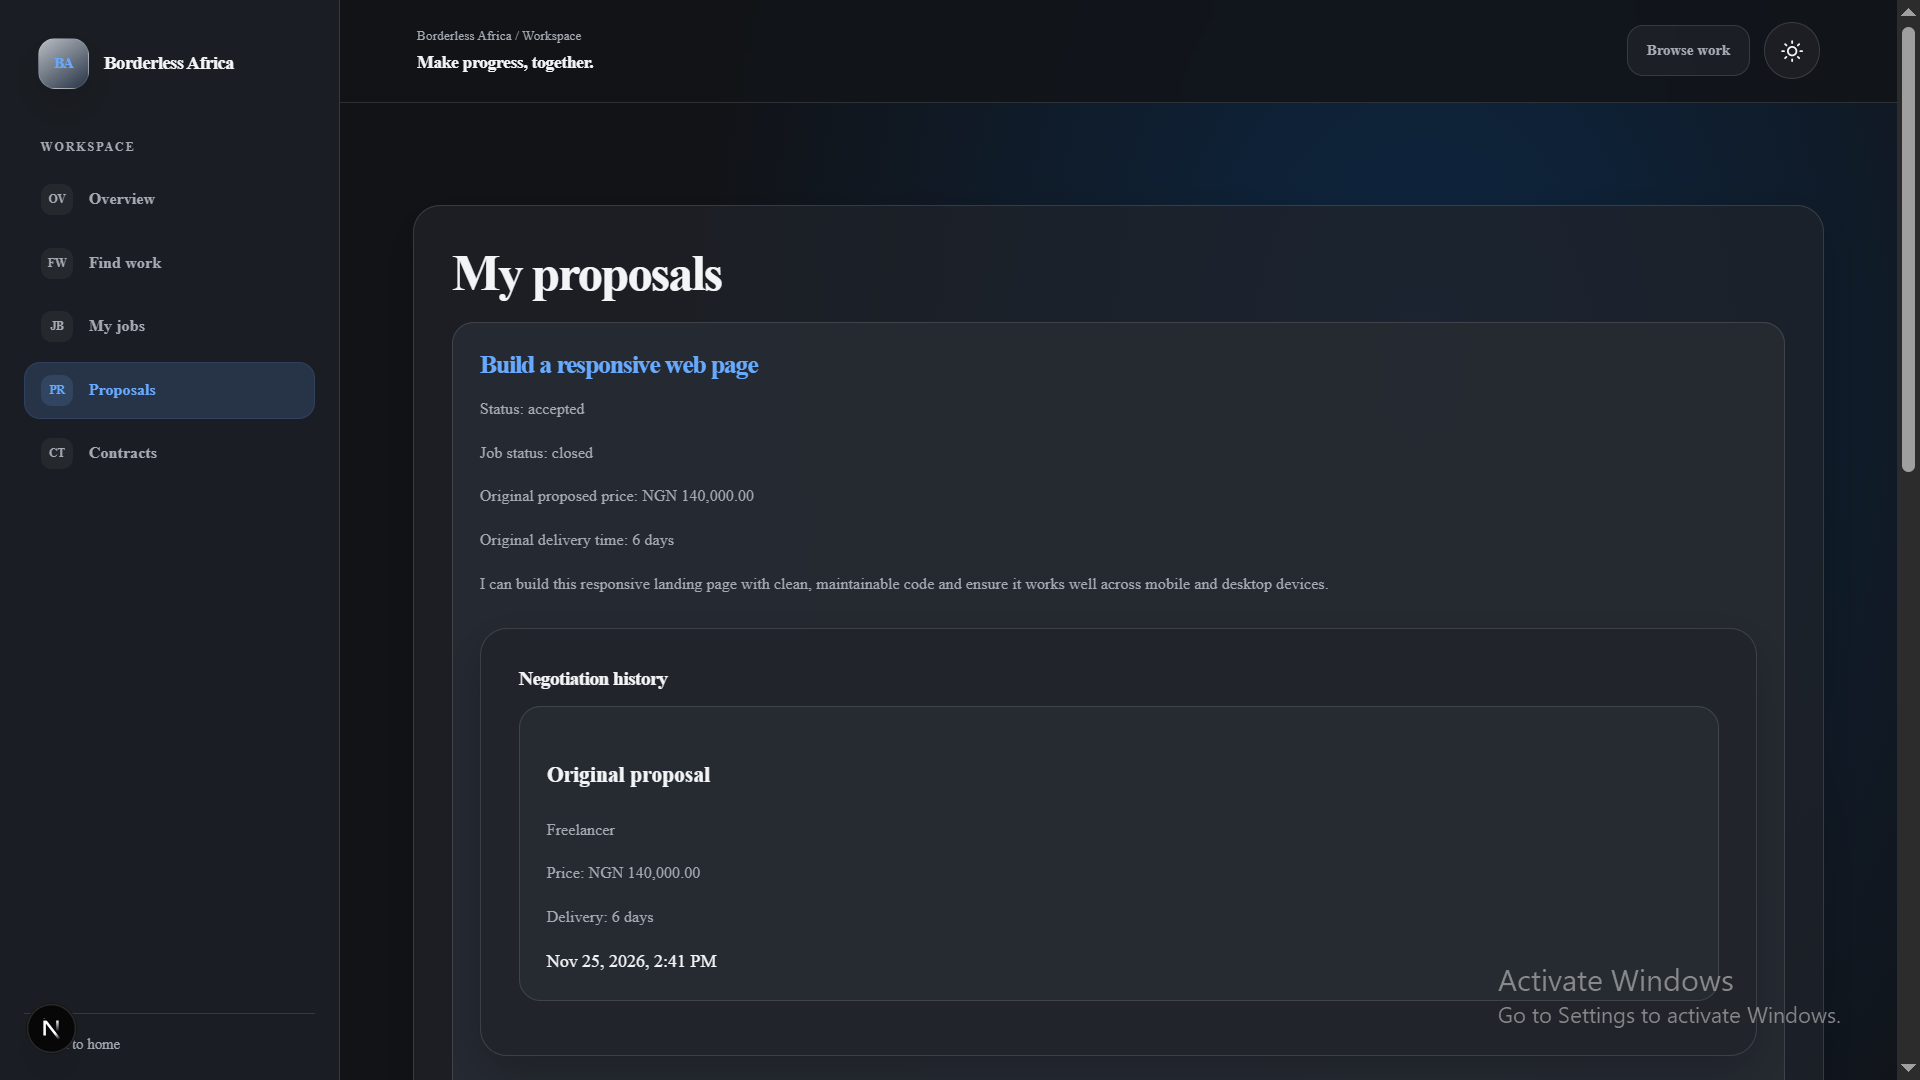 BA
Borderless Africa
WORKSPACE
OV Overview
FW Find work
JB My jobs
PR Proposals
CT Contracts
N
to home
Borderless Africa / Workspace
Make progress, together.
Browse work
My proposals
Build a responsive web page
Status: accepted
Job status: closed
Original proposed price: NGN 140,000.00
Original delivery time: 6 days
I can build this responsive landing page with clean, maintainable code and ensure it works well across mobile and desktop devices.
Negotiation history
Original proposal
Freelancer
Price: NGN 140,000.00
Delivery: 6 days
Nov 25, 2026, 2:41 PM
Activate Windows
Go to Settings to activate Windows.